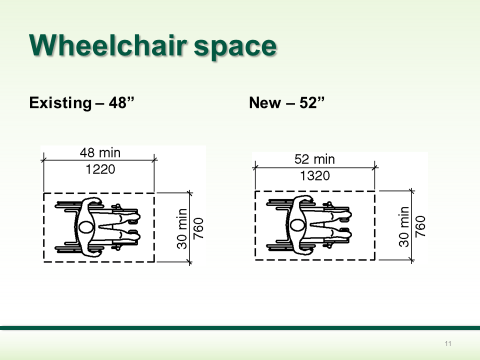 Wheelchair space
Existing – 48”
New – 52”
48 min
1220
30 min
760
52 min
1320
30 min
760
11